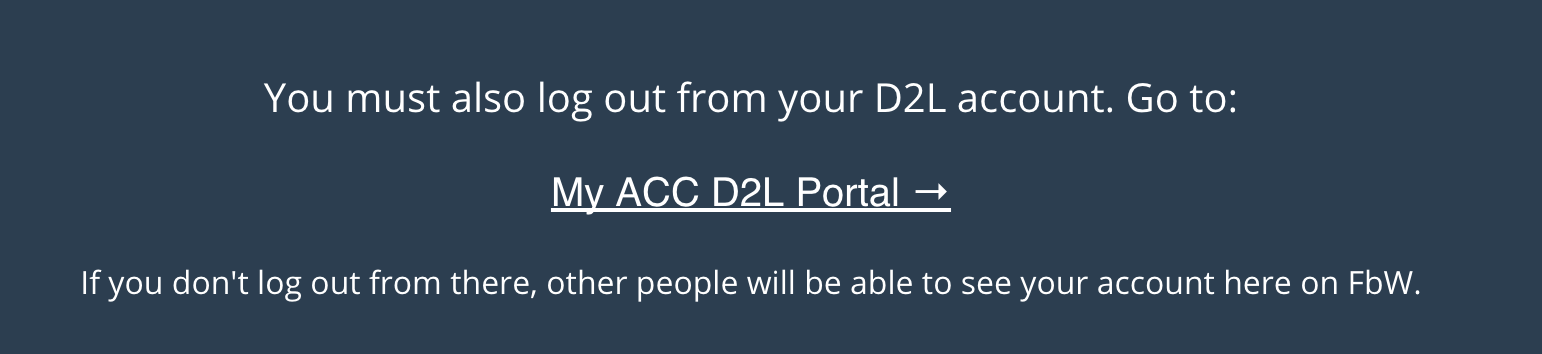 You must also log out from your D2L account. Go to:
My ACC D2L Portal →
If you don't log out from there, other people will be able to see your account here on FbW.